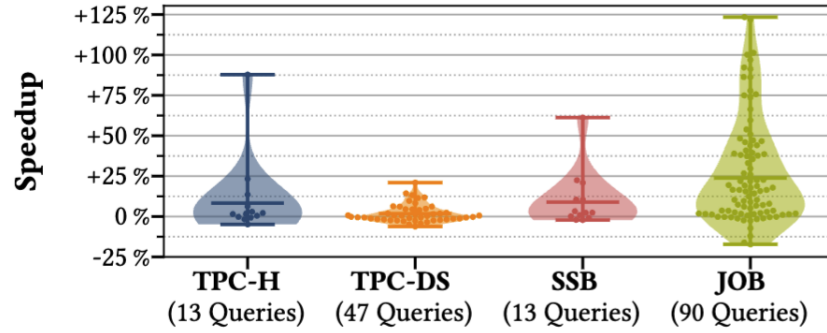 Speedup
+125 %
+100 %
+75 %
+50 %
+25 %
0 %
-25 %
TPC-H TPC-DS SSB JOB
(13 Queries) (47 Queries) (13 Queries) (90 Queries)